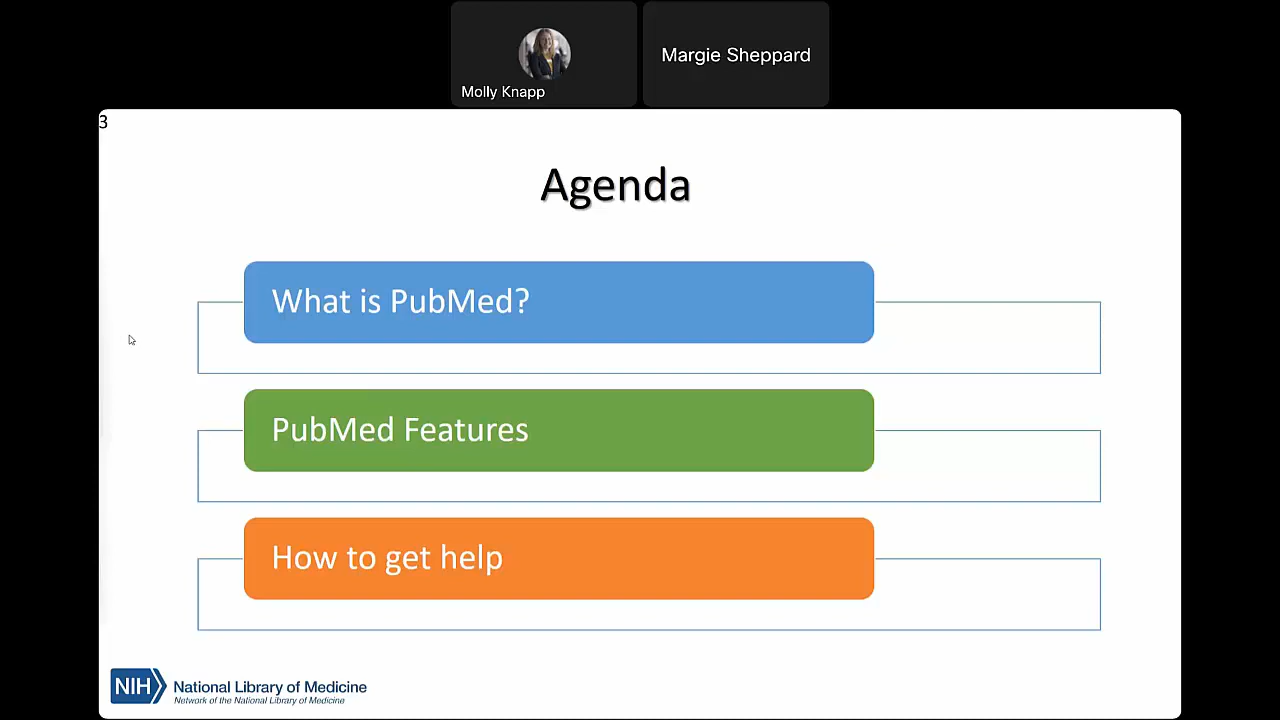 Molly Knapp
Margie Sheppard
3
Agenda
What is PubMed?
PubMed Features
How to get help
NIH
National Library of Medicine
Network of the National Library of Medicine